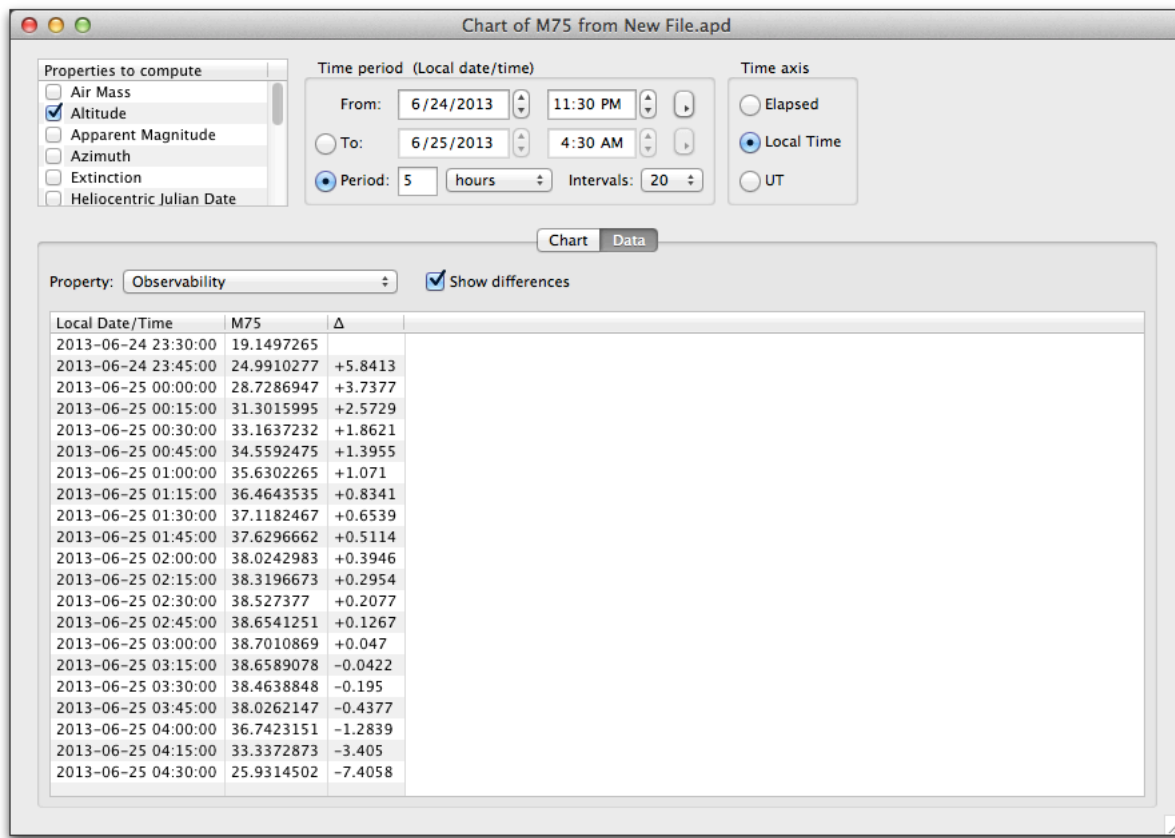 Chart of M75 from New File.apd
Properties to compute
Air Mass
Altitude
Apparent Magnitude
Azimuth
Extinction
Heliocentric Julian Date
Time period (Local date/time)
From: 6/24/2013 11:30 PM
To: 6/25/2013 4:30 AM
Period: 5 hours Intervals: 20
Time axis
Elapsed
Local Time
UT
Chart Data
Property: Observability Show differences
Local Date/Time M75 Δ
2013-06-24 23:30:00 19.1497265
2013-06-24 23:45:00 24.9910277 +5.8413
2013-06-25 00:00:00 28.7286947 +3.7377
2013-06-25 00:15:00 31.3015995 +2.5729
2013-06-25 00:30:00 33.1637232 +1.8621
2013-06-25 00:45:00 34.5592475 +1.3955
2013-06-25 01:00:00 35.6302265 +1.071
2013-06-25 01:15:00 36.4643535 +0.8341
2013-06-25 01:30:00 37.1182467 +0.6539
2013-06-25 01:45:00 37.6296662 +0.5114
2013-06-25 02:00:00 38.0242983 +0.3946
2013-06-25 02:15:00 38.3196673 +0.2954
2013-06-25 02:30:00 38.527377 +0.2077
2013-06-25 02:45:00 38.6541251 +0.1267
2013-06-25 03:00:00 38.7010869 +0.047
2013-06-25 03:15:00 38.6589078 -0.0422
2013-06-25 03:30:00 38.4638848 -0.195
2013-06-25 03:45:00 38.0262147 -0.4377
2013-06-25 04:00:00 36.7423151 -1.2839
2013-06-25 04:15:00 33.3372873 -3.405
2013-06-25 04:30:00 25.9314502 -7.4058